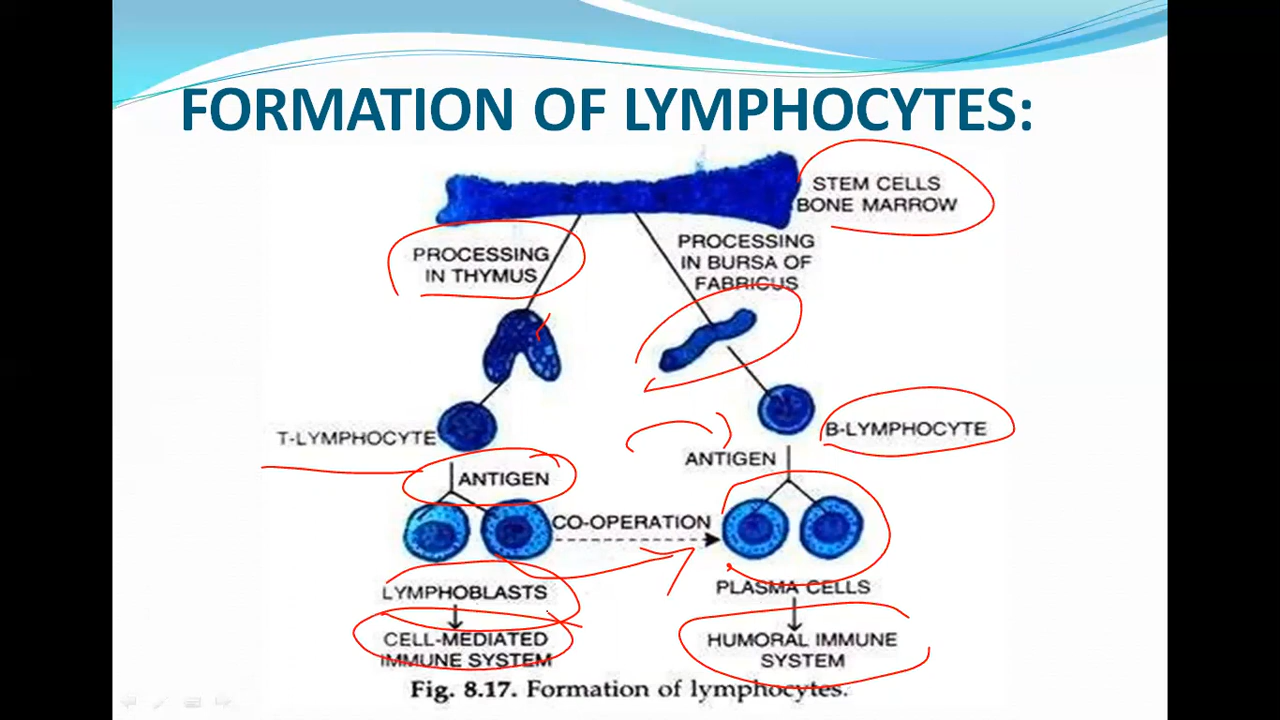 FORMATION OF LYMPHOCYTES:
STEM CELLS
BONE MARROW
PROCESSING
IN THYMUS
PROCESSING
IN BURSA OF
FABRICUS
T-LYMPHOCYTE
B-LYMPHOCYTE
ANTIGEN
ANTIGEN
CO-OPERATION
LYMPHOBLASTS
PLASMA CELLS
CELL-MEDIATED
IMMUNE SYSTEM
HUMORAL IMMUNE
SYSTEM
Fig. 8.17. Formation of lymphocytes.